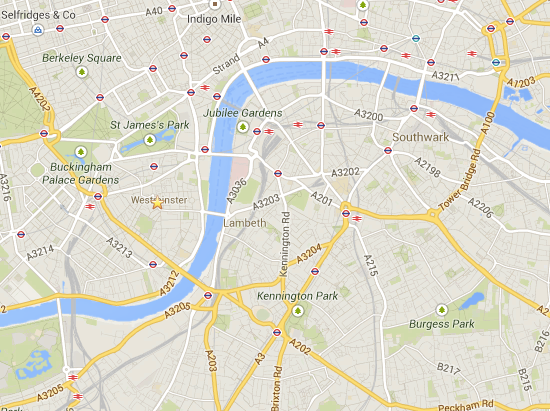 Selfridges & Co
A40
Indigo Mile
A4
Berkeley Square
Strand
A3211
A1203
A4202
Jubilee Gardens
A3200
A100
St James's Park
Southwark
Buckingham
Palace Gardens
A3202
A2198
Tower Bridge Rd
A3216
A3036
A3203
A201
A2206
Westminster
Lambeth
A3214
A3213
Kennington Rd
A3204
A215
A3212
2
A3205
Kennington Park
Burgess Park
A3
A202
A203
B217
B216
B215
A3205
Brixton Rd
Peckham Rd
Park